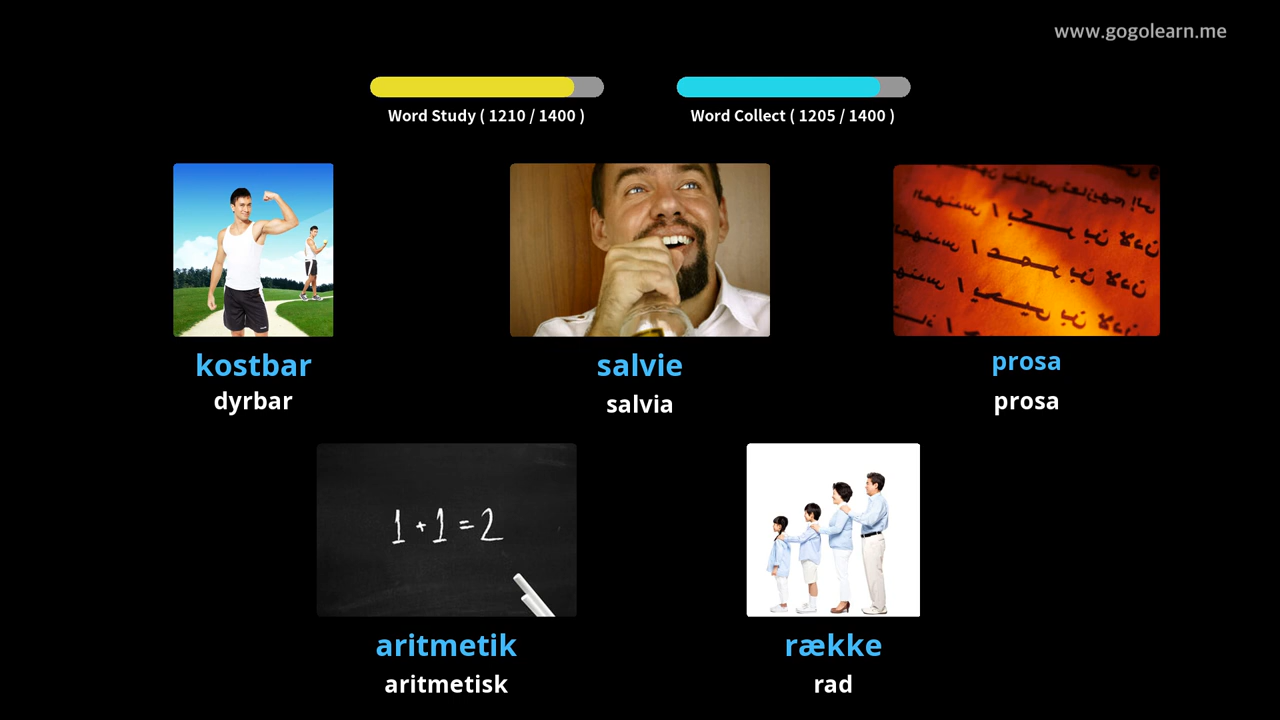 www.gogolearn.me
Word Study ( 1210 / 1400 )
Word Collect ( 1205 / 1400 )
kostbar
dyrbar
salvie
salvia
prosa
prosa
1 + 1 = 2
aritmetik
aritmetisk
række
rad